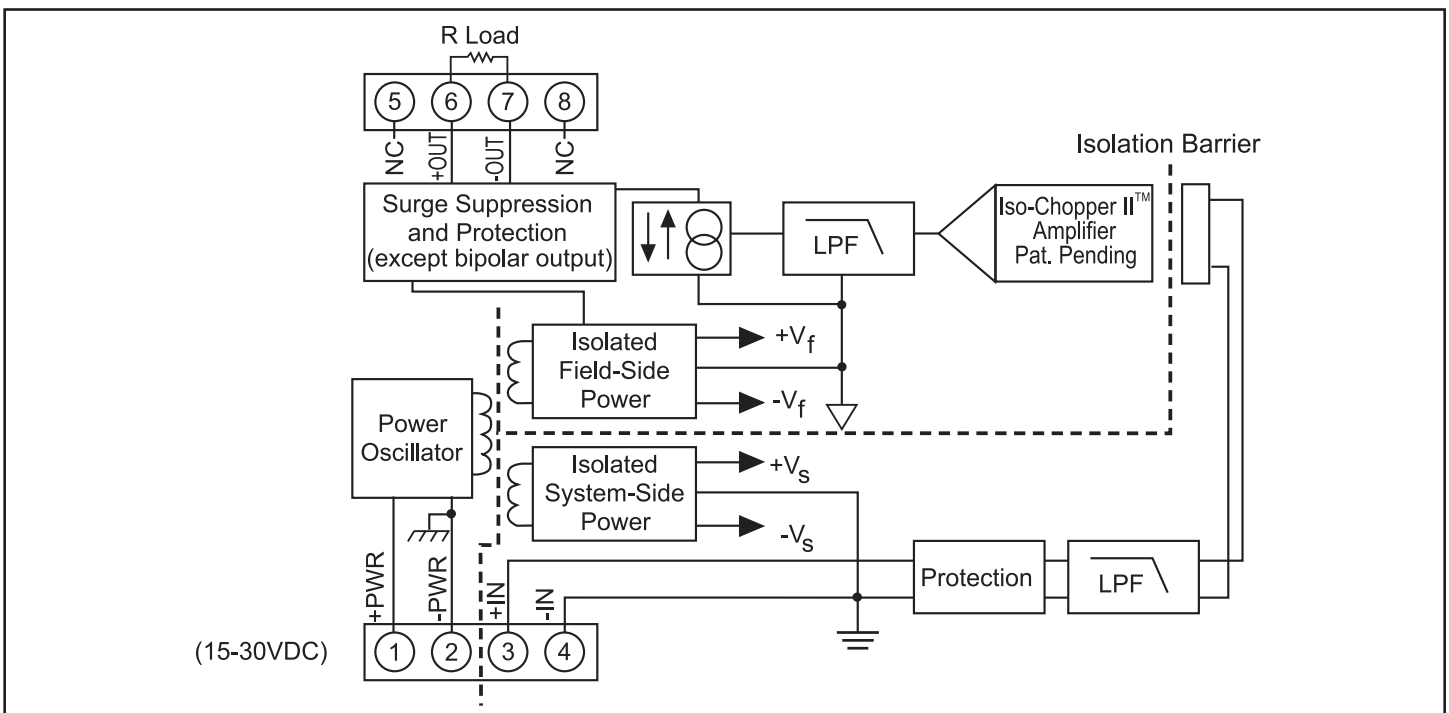 R Load
5
6
7
8
NC
+OUT
-OUT
NC
Isolation Barrier
Surge Suppression
and Protection
(except bipolar output)
LPF
Iso-Chopper II™
Amplifier
Pat. Pending
Isolated
Field-Side
Power
+Vf
-Vf
Power
Oscillator
Isolated
System-Side
Power
+Vs
-Vs
+PWR
-PWR
+IN
-IN
Protection
LPF
(15-30VDC)
1
2
3
4